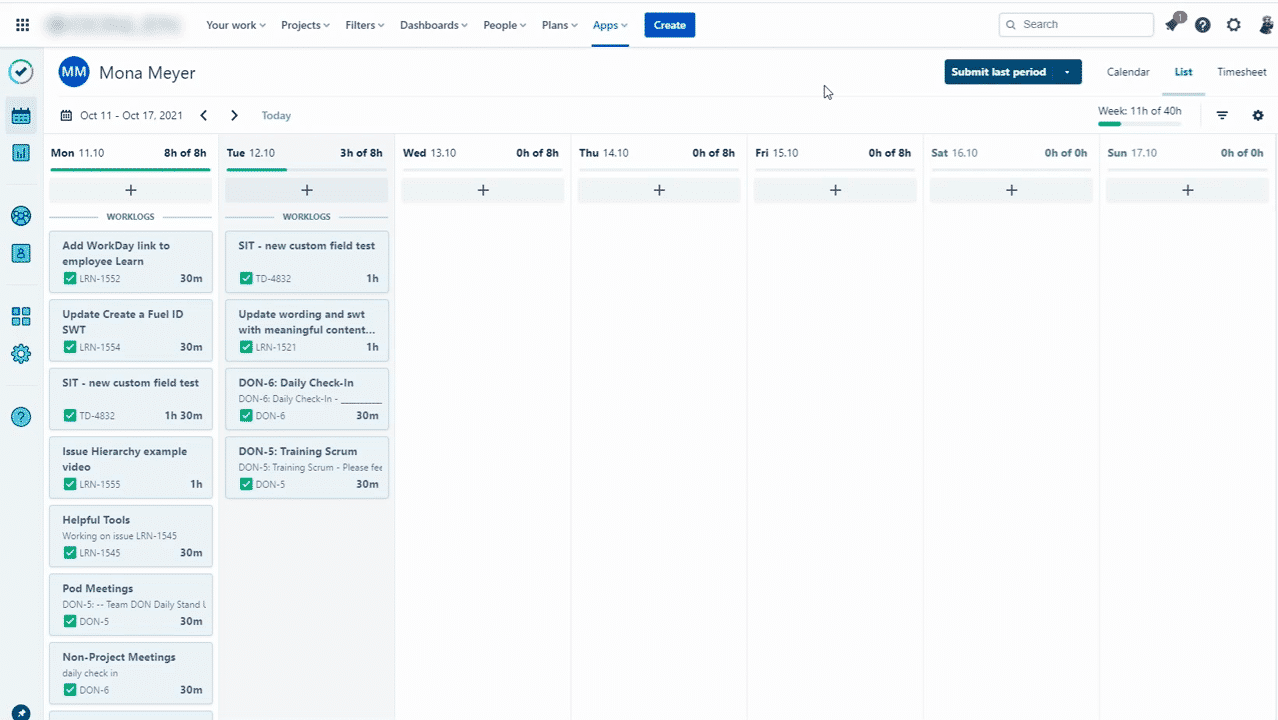 Your work
Projects
Filters
Dashboards
People
Plans
Apps
Create
Search
1
MM
Mona Meyer
Submit last period
Calendar
List
Timesheet
Oct 11 - Oct 17, 2021
Today
Week: 11h of 40h
Mon 11.10 8h of 8h
Tue 12.10 3h of 8h
Wed 13.10 0h of 8h
Thu 14.10 0h of 8h
Fri 15.10 0h of 8h
Sat 16.10 0h of 0h
Sun 17.10 0h of 0h
WORKLOGS
Add WorkDay link to
employee Learn
LRN-1552 30m
Update Create a Fuel ID
SWT
LRN-1554 30m
SIT - new custom field test
TD-4832 1h 30m
Issue Hierarchy example
video
LRN-1555 1h
Helpful Tools
Working on issue LRN-1545
LRN-1545 30m
Pod Meetings
DON-5: -- Team DON Daily Stand
DON-5 30m
Non-Project Meetings
daily check in
DON-6 30m
WORKLOGS
SIT - new custom field test
TD-4832 1h
Update wording and swt
with meaningful content...
LRN-1521 1h
DON-6: Daily Check-In
DON-6: Daily Check-In - __________
DON-6 30m
DON-5: Training Scrum
DON-5: Training Scrum - Please fee
DON-5 30m